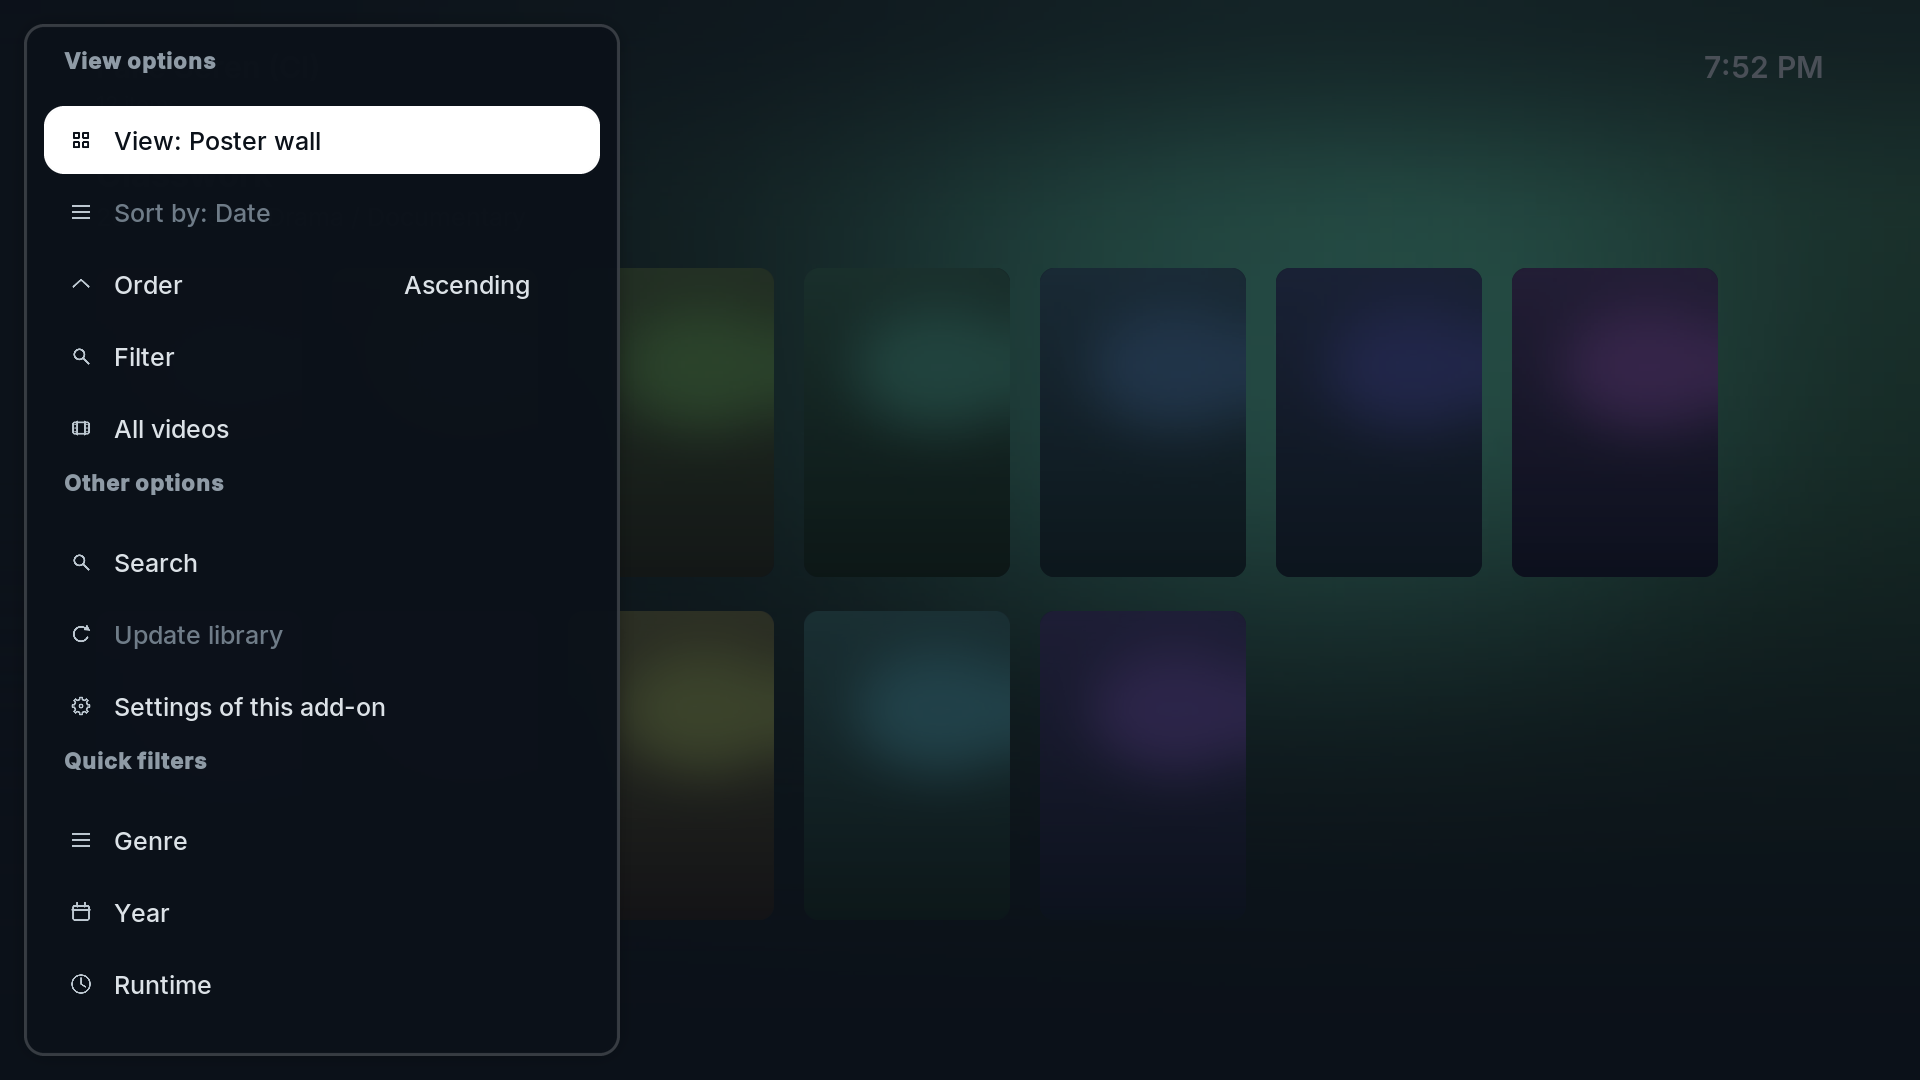 View options
7:52 PM
View: Poster wall
Sort by: Date
Order Ascending
Filter
All videos
Other options
Search
Update library
Settings of this add-on
Quick filters
Genre
Year
Runtime